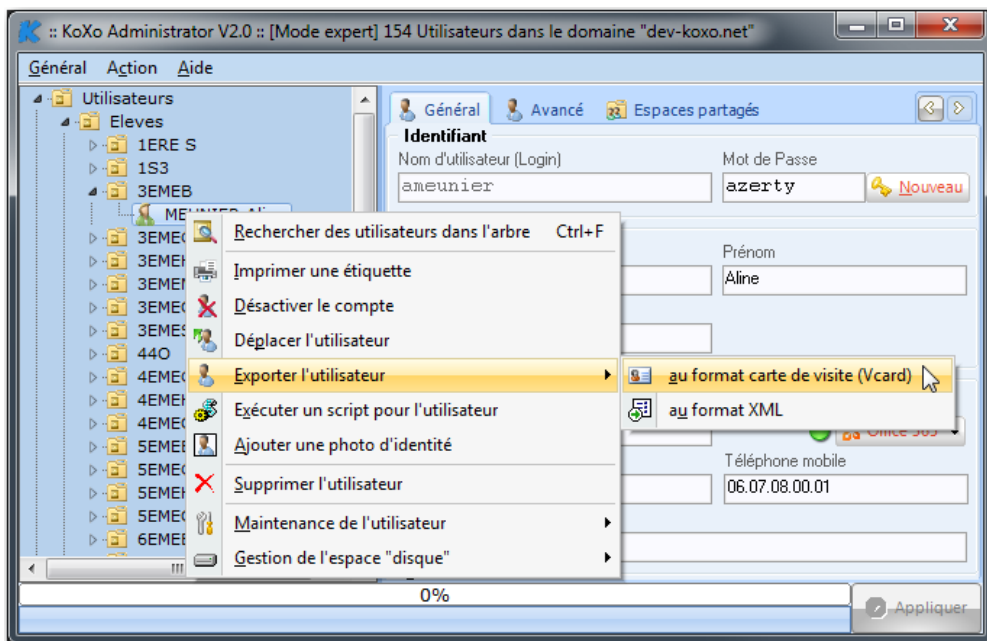 :: KoXo Administrator V2.0 :: [Mode expert] 154 Utilisateurs dans le domaine "dev-koxo.net"
Général Action Aide
Utilisateurs
Eleves
1ERE S
1S3
3EMEB
44O
Général Avancé Espaces partagés
Identifiant
Nom d'utilisateur (Login) Mot de Passe
ameunier azerty Nouveau
Prénom
Aline
Téléphone mobile
06.07.08.00.01
Rechercher des utilisateurs dans l'arbre Ctrl+F
Imprimer une étiquette
Désactiver le compte
Déplacer l'utilisateur
Exporter l'utilisateur
Exécuter un script pour l'utilisateur
Ajouter une photo d'identité
Supprimer l'utilisateur
Maintenance de l'utilisateur
Gestion de l'espace "disque"
au format carte de visite (Vcard)
au format XML
0%
Appliquer